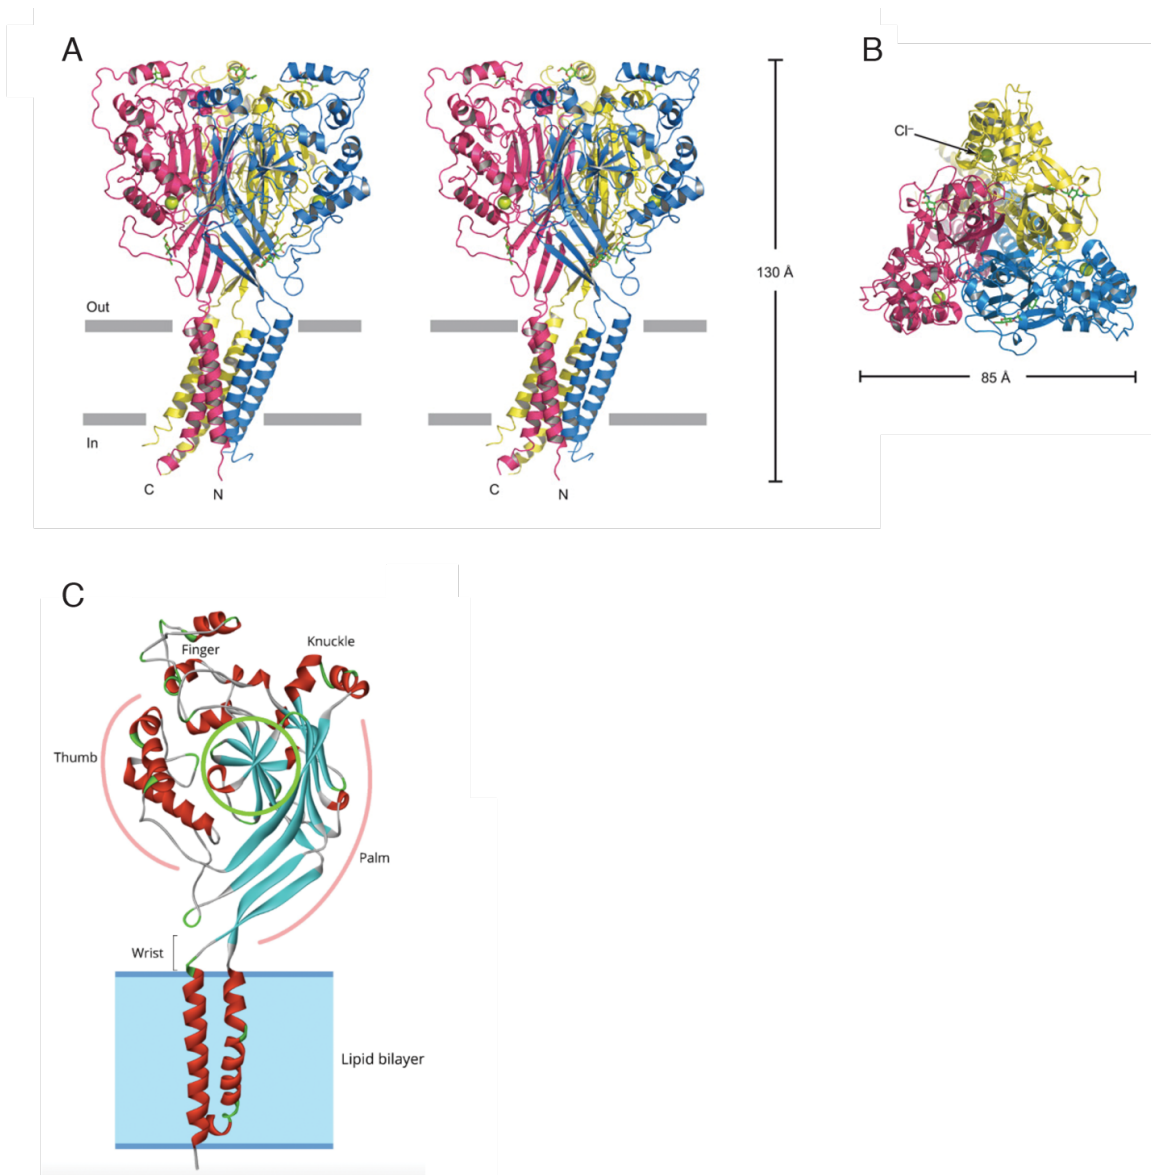 A
B
Cl⁻
Out
130 Å
85 Å
In
C
N
C
N
C
Finger
Knuckle
Thumb
Palm
Wrist
Lipid bilayer